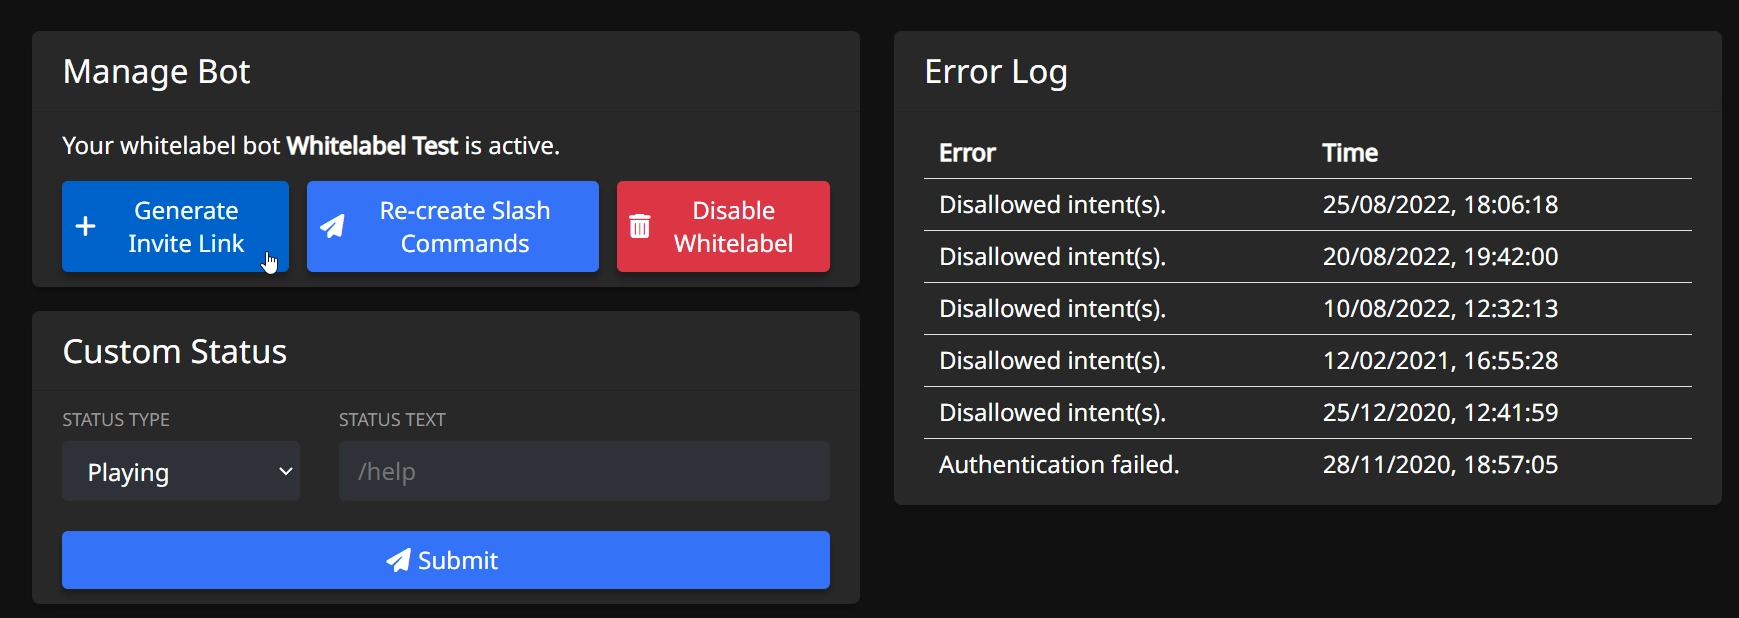 Manage Bot
Your whitelabel bot Whitelabel Test is active.
Generate
Invite Link
Re-create Slash
Commands
Disable
Whitelabel
Custom Status
STATUS TYPE
STATUS TEXT
Playing
/help
Submit
Error Log
Error Time
Disallowed intent(s). 25/08/2022, 18:06:18
Disallowed intent(s). 20/08/2022, 19:42:00
Disallowed intent(s). 10/08/2022, 12:32:13
Disallowed intent(s). 12/02/2021, 16:55:28
Disallowed intent(s). 25/12/2020, 12:41:59
Authentication failed. 28/11/2020, 18:57:05